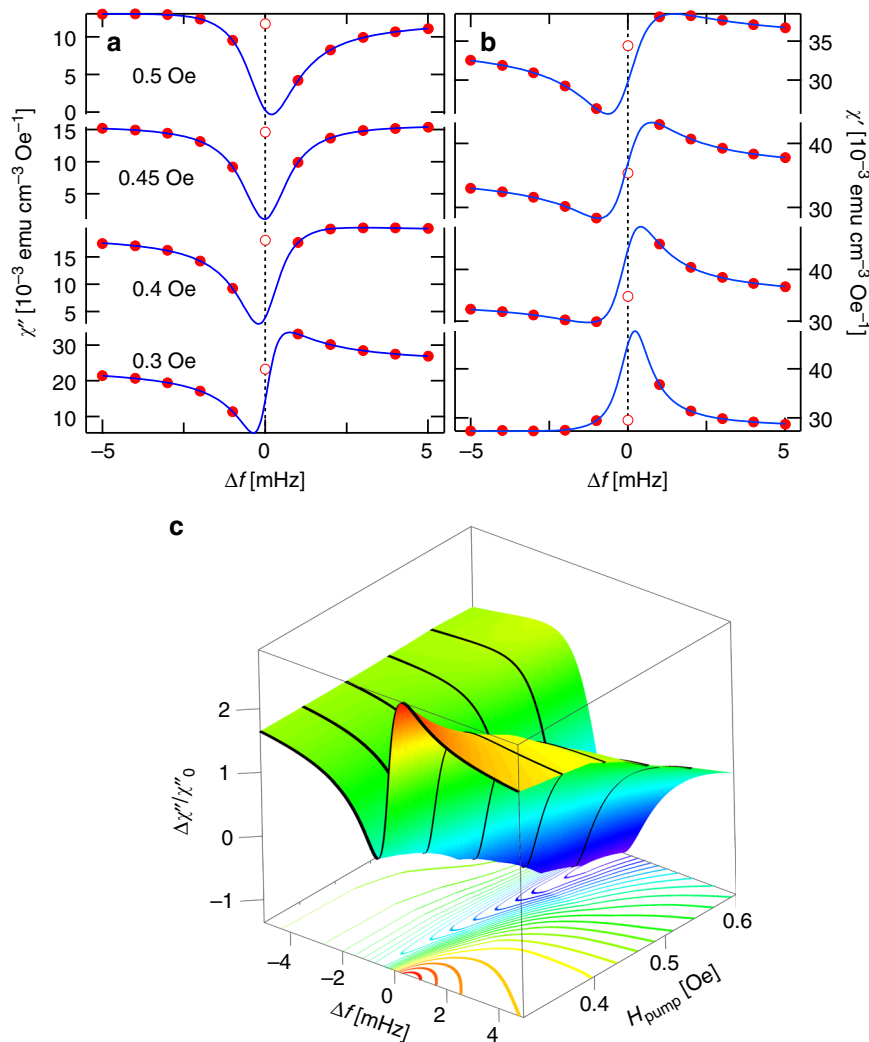 a
b
10
5
0
0.5 Oe
35
30
15
10
5
0.45 Oe
40
30
15
10
5
0.4 Oe
40
30
30
20
10
0.3 Oe
40
30
χ″ [10⁻³ emu cm⁻³ Oe⁻¹]
χ′ [10⁻³ emu cm⁻³ Oe⁻¹]
−5 0 5
−5 0 5
Δf [mHz]
Δf [mHz]
c
2
1
0
−1
Δχ″/χ″₀
−4
−2
0
2
4
Δf [mHz]
0.4
0.5
0.6
Hpump [Oe]